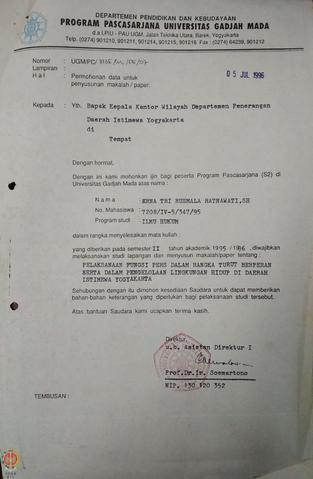 DEPARTEMEN PENDIDIKAN DAN KEBUDAYAAN
PROGRAM PASCASARJANA UNIVERSITAS GADJAH MADA
d.a LPIU - PAU UGM, Jalan Teknika Utara, Barek, Yogyakarta
Telp. (0274) 901210, 901211, 901214, 901215, 901216 Fax : (0274) 64239, 901212
Nomor : UGM/PC/
Lampiran :
Hal : Permohonan data untuk
penyusunan makalah / paper.
05 JUL 1996
Kepada : Yth. Bapak Kepala Kantor Wilayah Departemen Penerangan
Daerah Istimewa Yogyakarta
di
Tempat
Dengan hormat,
Dengan ini kami mohonkan ijin bagi peserta Program Pascasarjana (S2) di
Universitas Gadjah Mada atas nama :
N a m a : ERNA TRI RUSMALA RATNAWATI,SH
No. Mahasiswa : 7208/IV-5/347/95
Program studi : ILMU HUKUM
dalam rangka menyelesaikan mata kuliah :
yang diberikan pada semester II tahun akademik 1995 / 1996, diwajibkan
melaksanakan studi lapangan dan menyusun makalah/paper tentang :
PELAKSANAAN FUNGSI PERS DALAM RANGKA TURUT BERPERAN
SERTA DALAM PENGELOLAAN LINGKUNGAN HIDUP DI DAERAH
ISTIMEWA YOGYAKARTA
Sehubungan dengan itu dimohon kesediaan Saudara untuk dapat memberikan
bahan-bahan keterangan yang diperlukan bagi pelaksanaan studi tersebut.
Atas bantuan Saudara kami ucapkan terima kasih.
Direktur,
u.b. Asisten Direktur I
Prof.Dr.Ir. Soemartono
NIP. 130 120 352
TEMBUSAN :